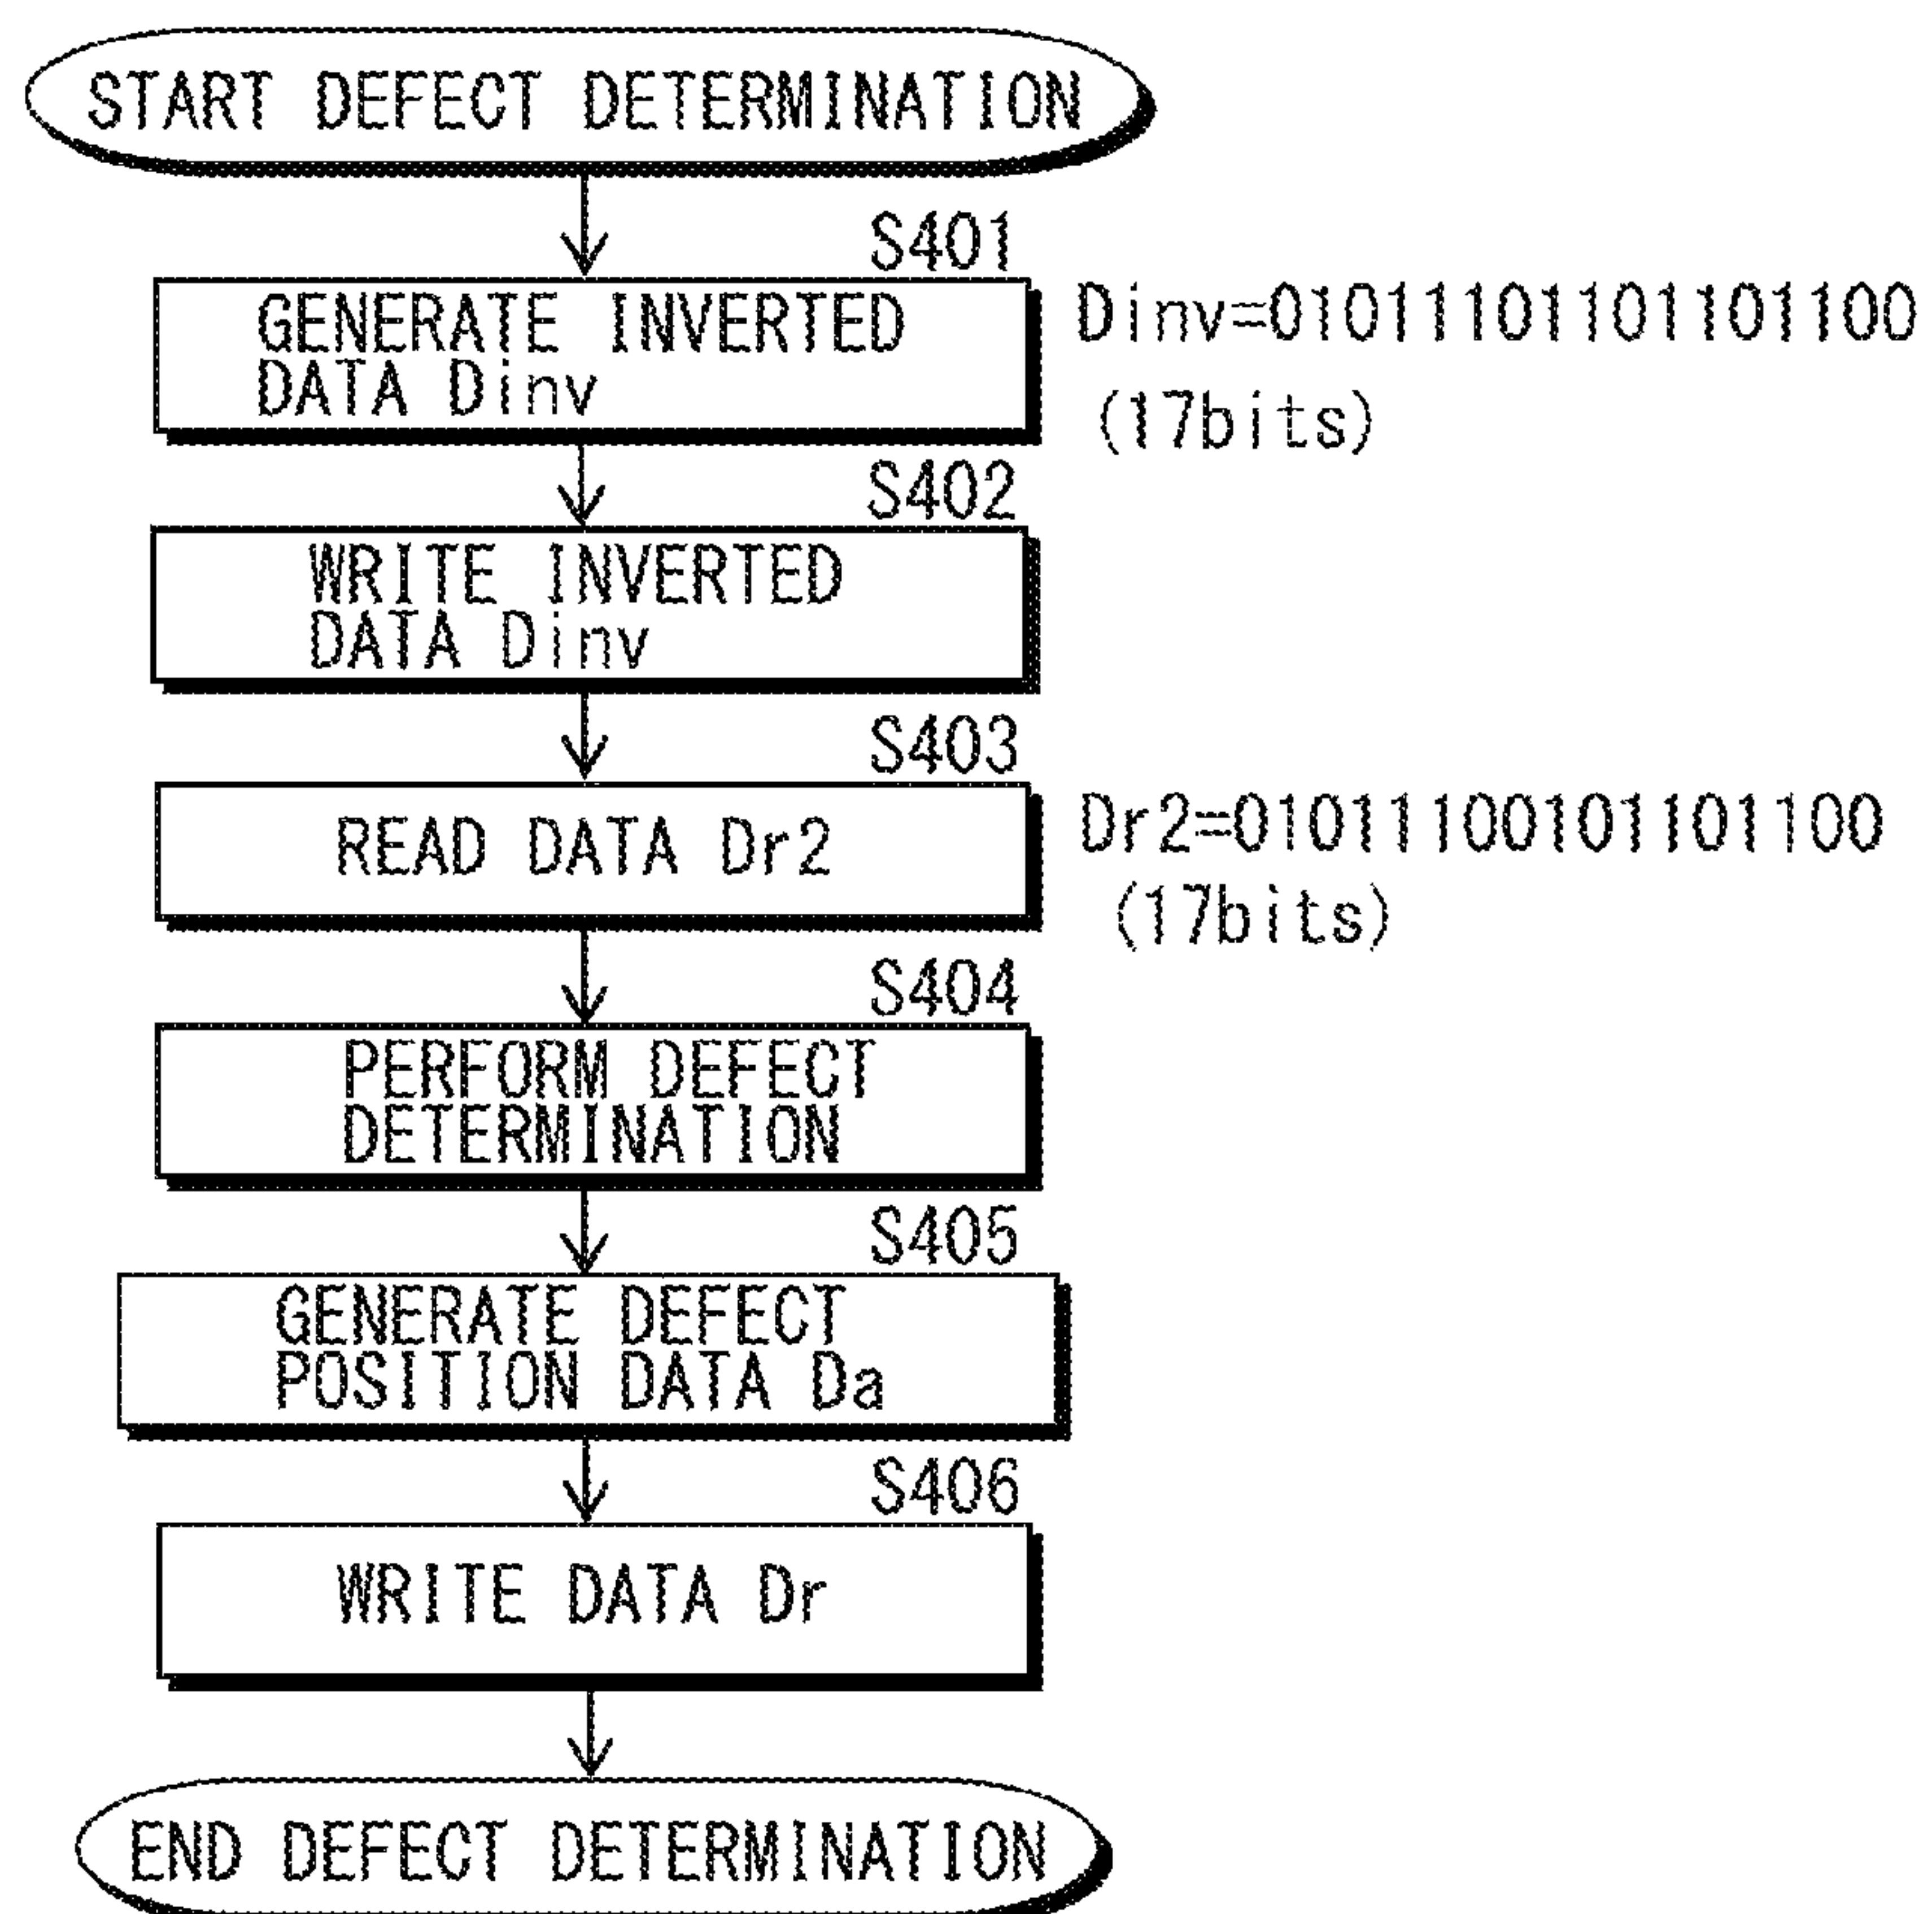 START DEFECT DETERMINATION
S401
GENERATE INVERTED
DATA Dinv
Dinv=01011101101101100
(17bits)
S402
WRITE INVERTED
DATA Dinv
S403
READ DATA Dr2
Dr2=01011100101101100
(17bits)
S404
PERFORM DEFECT
DETERMINATION
S405
GENERATE DEFECT
POSITION DATA Da
S406
WRITE DATA Dr
END DEFECT DETERMINATION